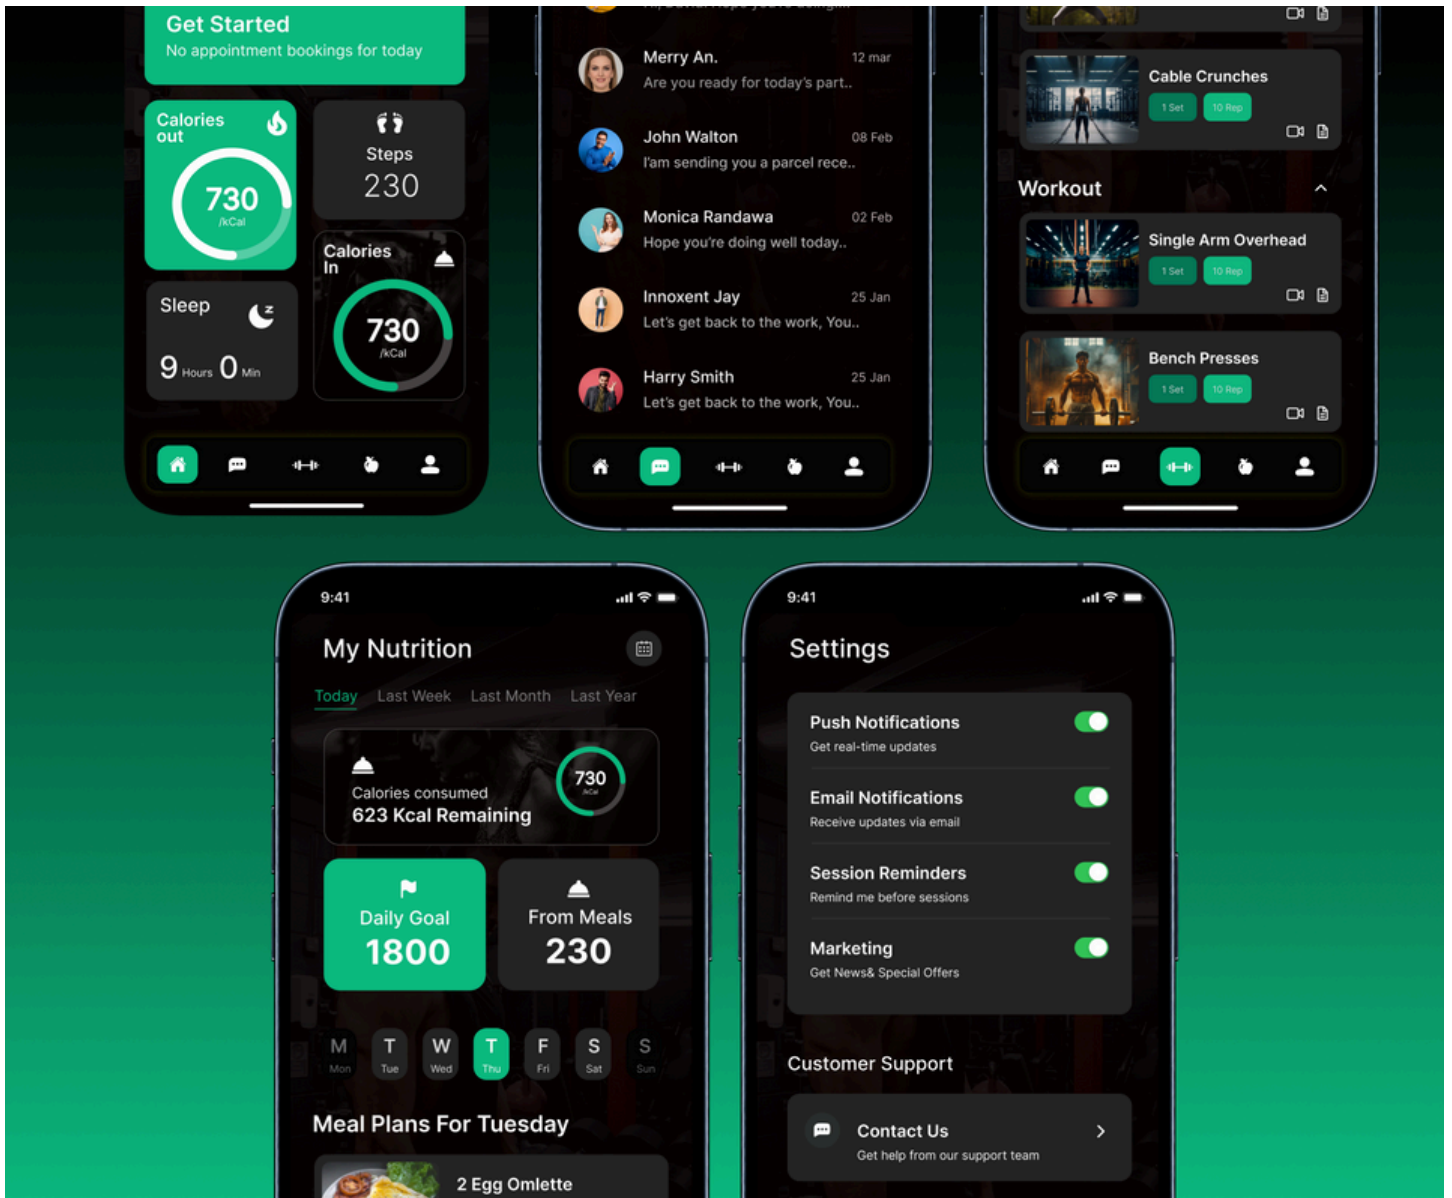 Get Started
No appointment bookings for today
Calories
out
730
/kCal
Steps
230
Calories
In
730
/kCal
Sleep
9 Hours 0 Min
Merry An.
12 mar
Are you ready for today's part..
John Walton
08 Feb
I'am sending you a parcel rece..
Monica Randawa
02 Feb
Hope you're doing well today..
Innoxent Jay
25 Jan
Let's get back to the work, You..
Harry Smith
25 Jan
Let's get back to the work, You..
Cable Crunches
1 Set
10 Rep
Workout
Single Arm Overhead
1 Set
10 Rep
Bench Presses
1 Set
10 Rep
9:41
My Nutrition
Today Last Week Last Month Last Year
Calories consumed
623 Kcal Remaining
730
/kCal
Daily Goal
1800
From Meals
230
M T W T F S S
Mon Tue Wed Thu Fri Sat Sun
Meal Plans For Tuesday
2 Egg Omlette
9:41
Settings
Push Notifications
Get real-time updates
Email Notifications
Receive updates via email
Session Reminders
Remind me before sessions
Marketing
Get News& Special Offers
Customer Support
Contact Us
Get help from our support team